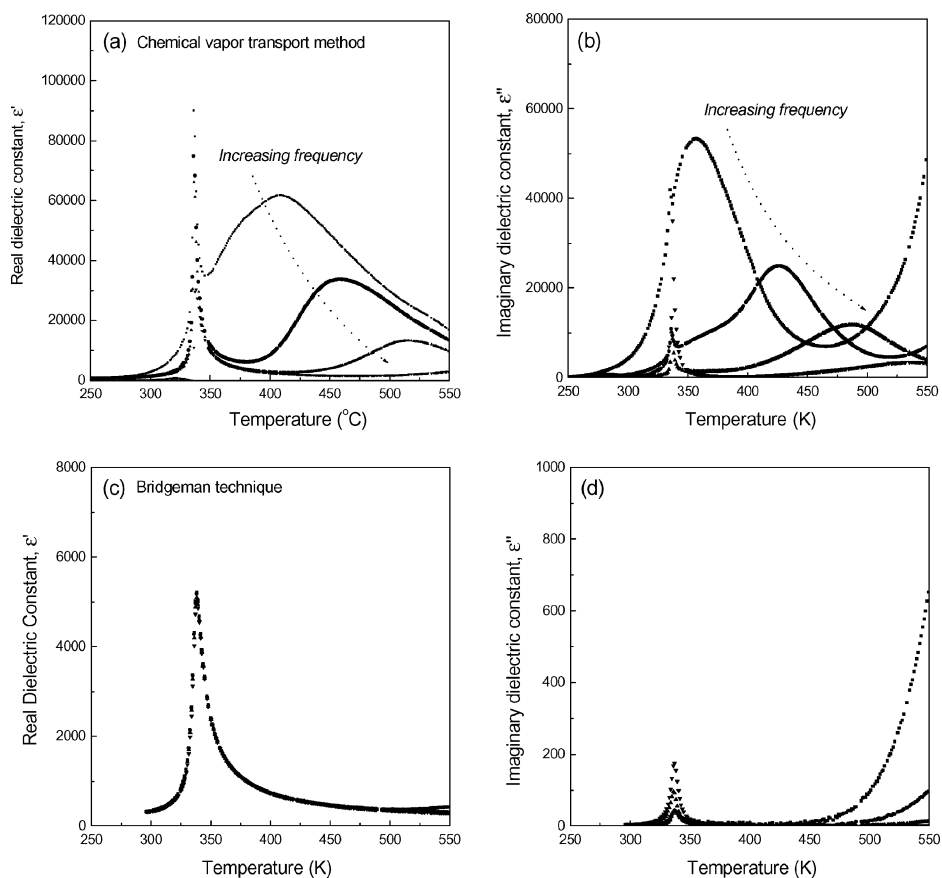 (a) Chemical vapor transport method
Increasing frequency
Real dielectric constant, ε'
120000
100000
80000
60000
40000
20000
0
250 300 350 400 450 500 550
Temperature (°C)
(b)
Increasing frequency
Imaginary dielectric constant, ε"
80000
60000
40000
20000
0
250 300 350 400 450 500 550
Temperature (K)
(c) Bridgeman technique
Real Dielectric Constant, ε'
8000
6000
4000
2000
0
250 300 350 400 450 500 550
Temperature (K)
(d)
Imaginary dielectric constant, ε"
1000
800
600
400
200
0
250 300 350 400 450 500 550
Temperature (K)